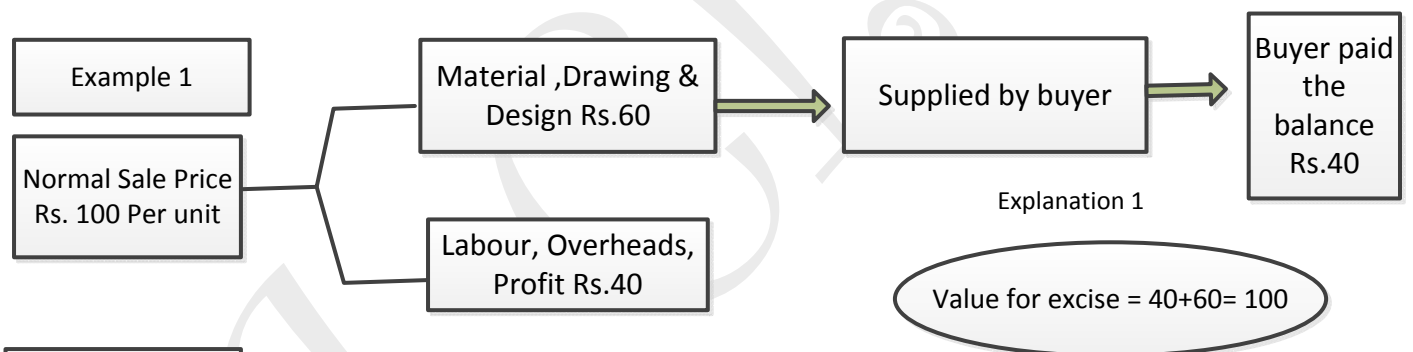 Example 1
Normal Sale Price
Rs. 100 Per unit
Material ,Drawing &
Design Rs.60
Labour, Overheads,
Profit Rs.40
Supplied by buyer
Buyer paid
the
balance
Rs.40
Explanation 1
Value for excise = 40+60= 100